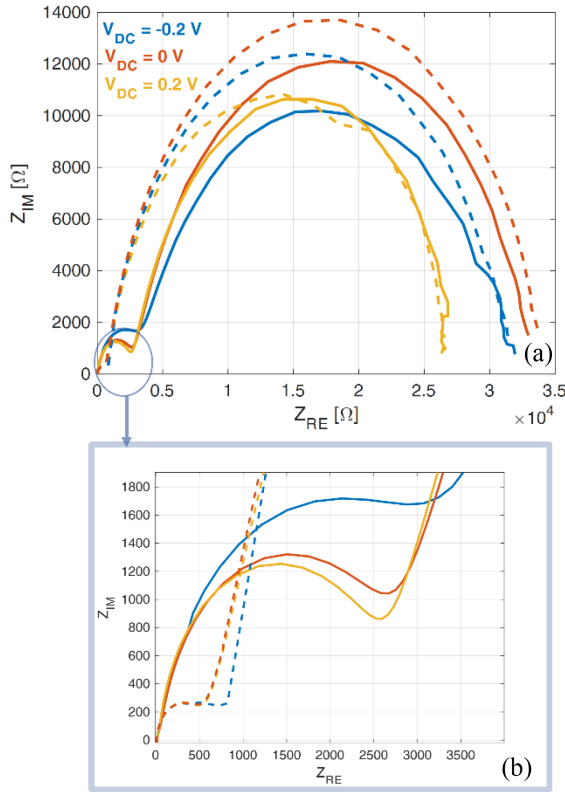 14000
12000
10000
8000
6000
4000
2000
0
V_DC = -0.2 V
V_DC = 0 V
V_DC = 0.2 V
Z_IM [Ω]
(a)
0 0.5 1 1.5 2 2.5 3 3.5
Z_RE [Ω]
× 10^4
1800
1600
1400
1200
1000
800
600
400
200
0
Z_IM
0 500 1000 1500 2000 2500 3000 3500
Z_RE
(b)